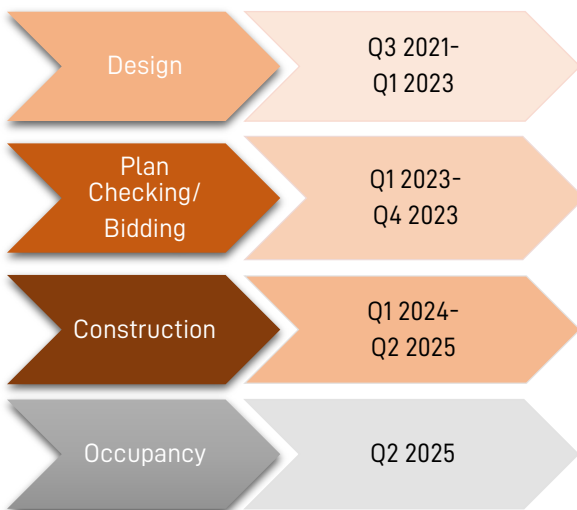 Design
Q3 2021-
Q1 2023
Plan
Checking/
Bidding
Q1 2023-
Q4 2023
Construction
Q1 2024-
Q2 2025
Occupancy
Q2 2025